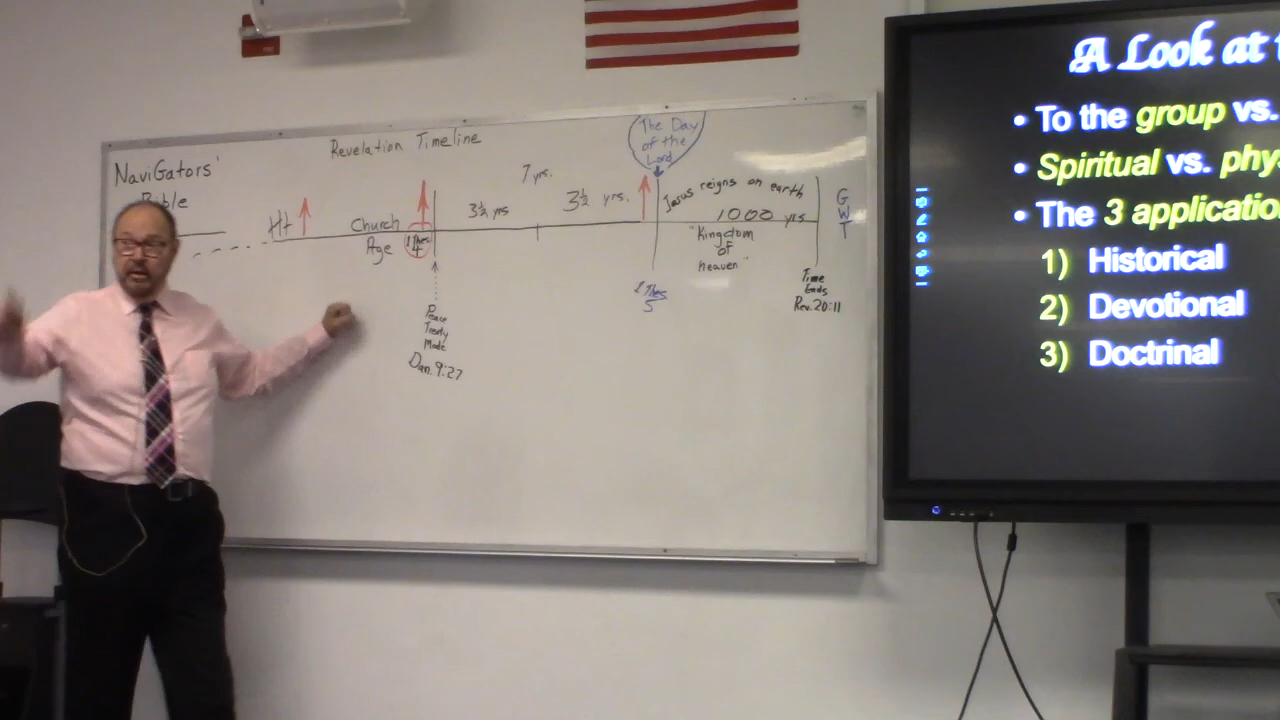 Revelation Timeline
NaviGators'
Bible
The Day
of the
Lord
7 yrs.
3½ yrs
3½ yrs.
Jesus reigns on earth
1000 yrs
"Kingdom
of
heaven"
G
W
T
Church
Age
1 Thes
4
Peace
Treaty
Made
Dan. 9:27
1 Thes
5
Time
Ends
Rev. 20:11
A Look at t
• To the group vs.
• Spiritual vs. phys
• The 3 applicatio
1) Historical
2) Devotional
3) Doctrinal